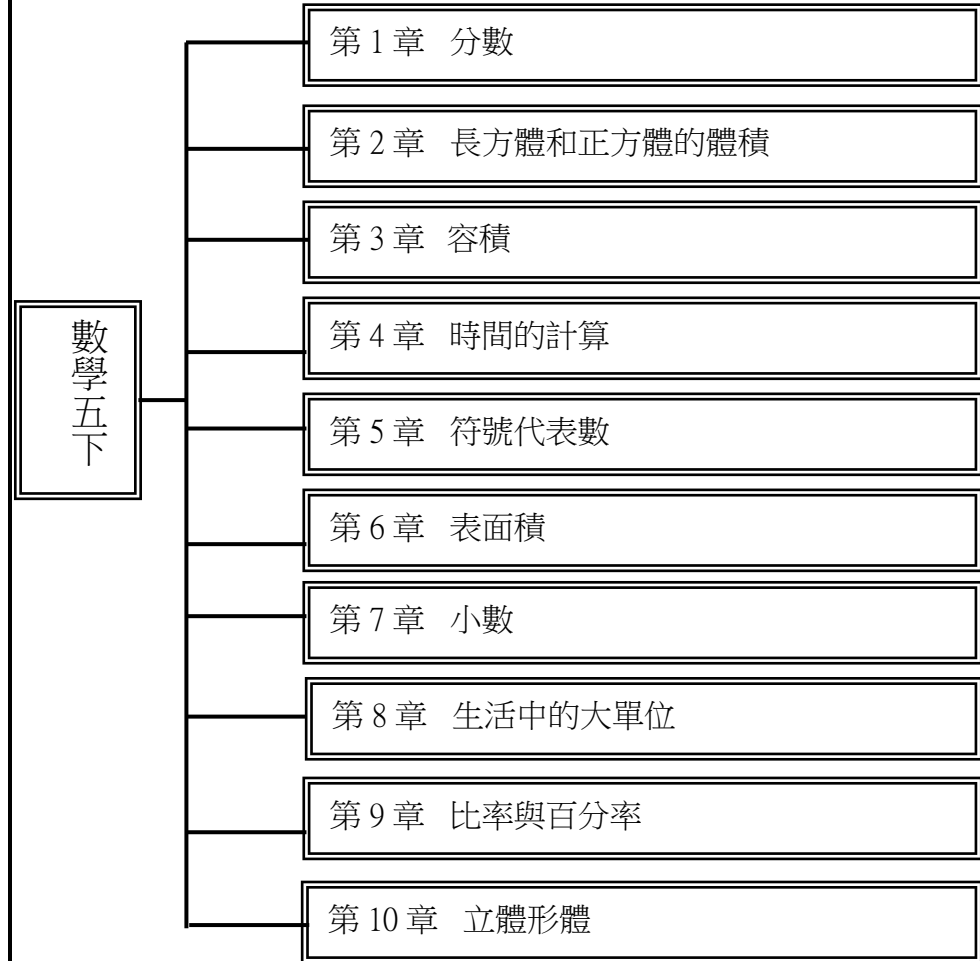 數學五下
第 1 章 分數
第 2 章 長方體和正方體的體積
第 3 章 容積
第 4 章 時間的計算
第 5 章 符號代表數
第 6 章 表面積
第 7 章 小數
第 8 章 生活中的大單位
第 9 章 比率與百分率
第 10 章 立體形體